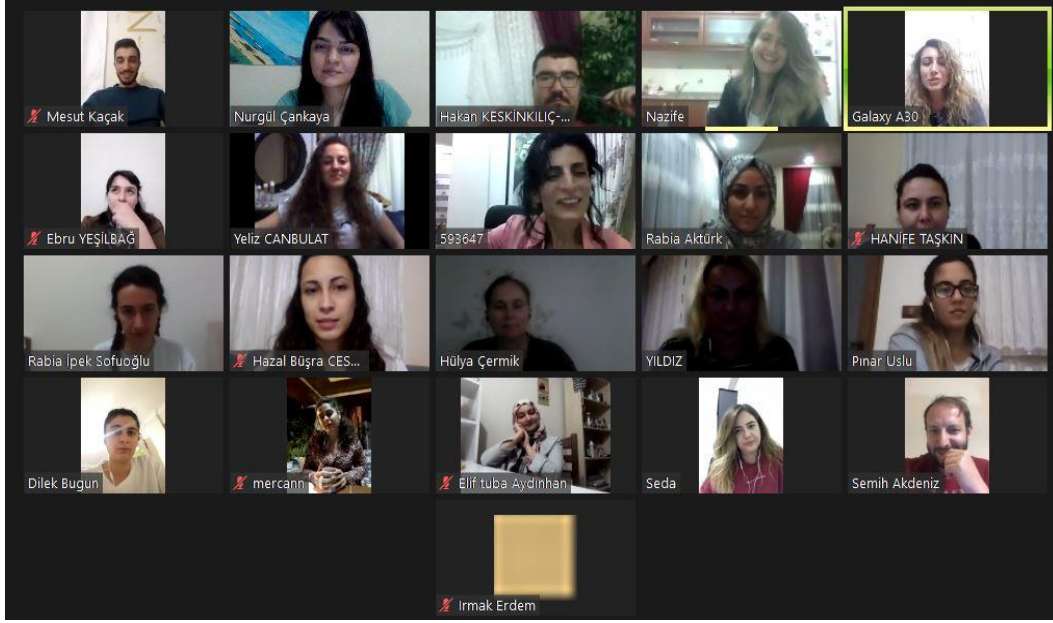 Mesut Kaçak
Nurgül Çankaya
Hakan KESKİNKILIÇ-...
Nazife
Galaxy A30
Ebru YEŞİLBAĞ
Yeliz CANBULAT
593647
Rabia Aktürk
HANİFE TAŞKIN
Rabia İpek Sofuoğlu
Hazal Büşra CES...
Hülya Çermik
YILDIZ
Pınar Uslu
Dilek Bugun
mercann
Elif tuba Aydınhan
Seda
Semih Akdeniz
Irmak Erdem